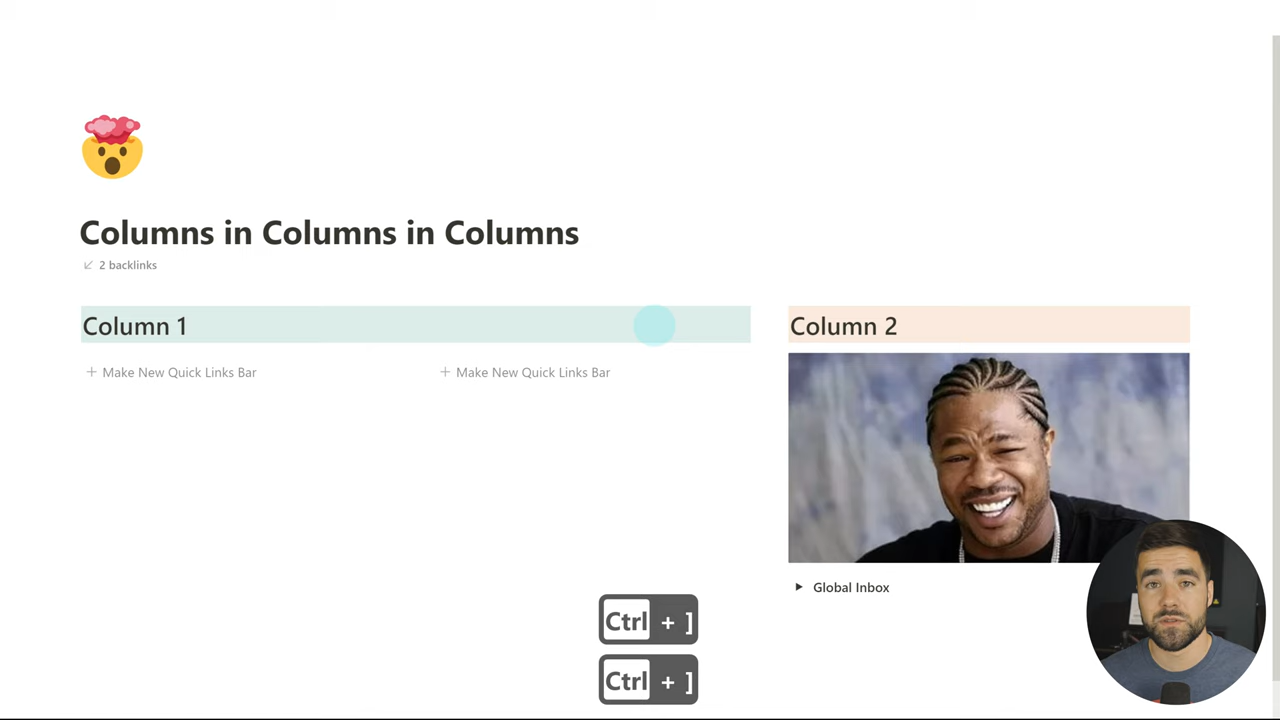 Columns in Columns in Columns
2 backlinks
Column 1
Column 2
Make New Quick Links Bar
Make New Quick Links Bar
Global Inbox
Ctrl + ]
Ctrl + ]